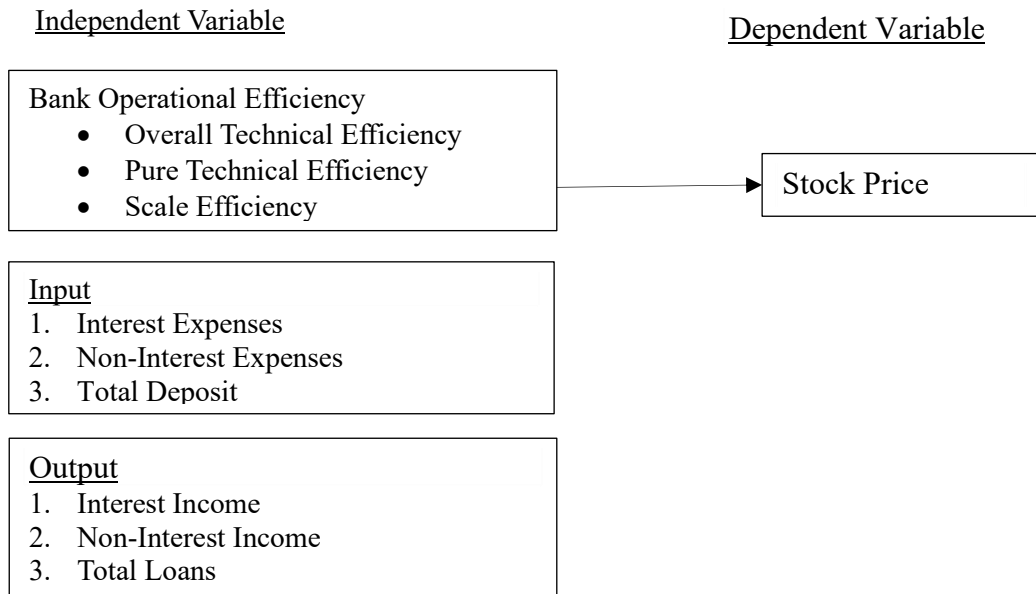 Independent Variable
Dependent Variable
Bank Operational Efficiency
• Overall Technical Efficiency
• Pure Technical Efficiency
• Scale Efficiency
Stock Price
Input
1. Interest Expenses
2. Non-Interest Expenses
3. Total Deposit
Output
1. Interest Income
2. Non-Interest Income
3. Total Loans